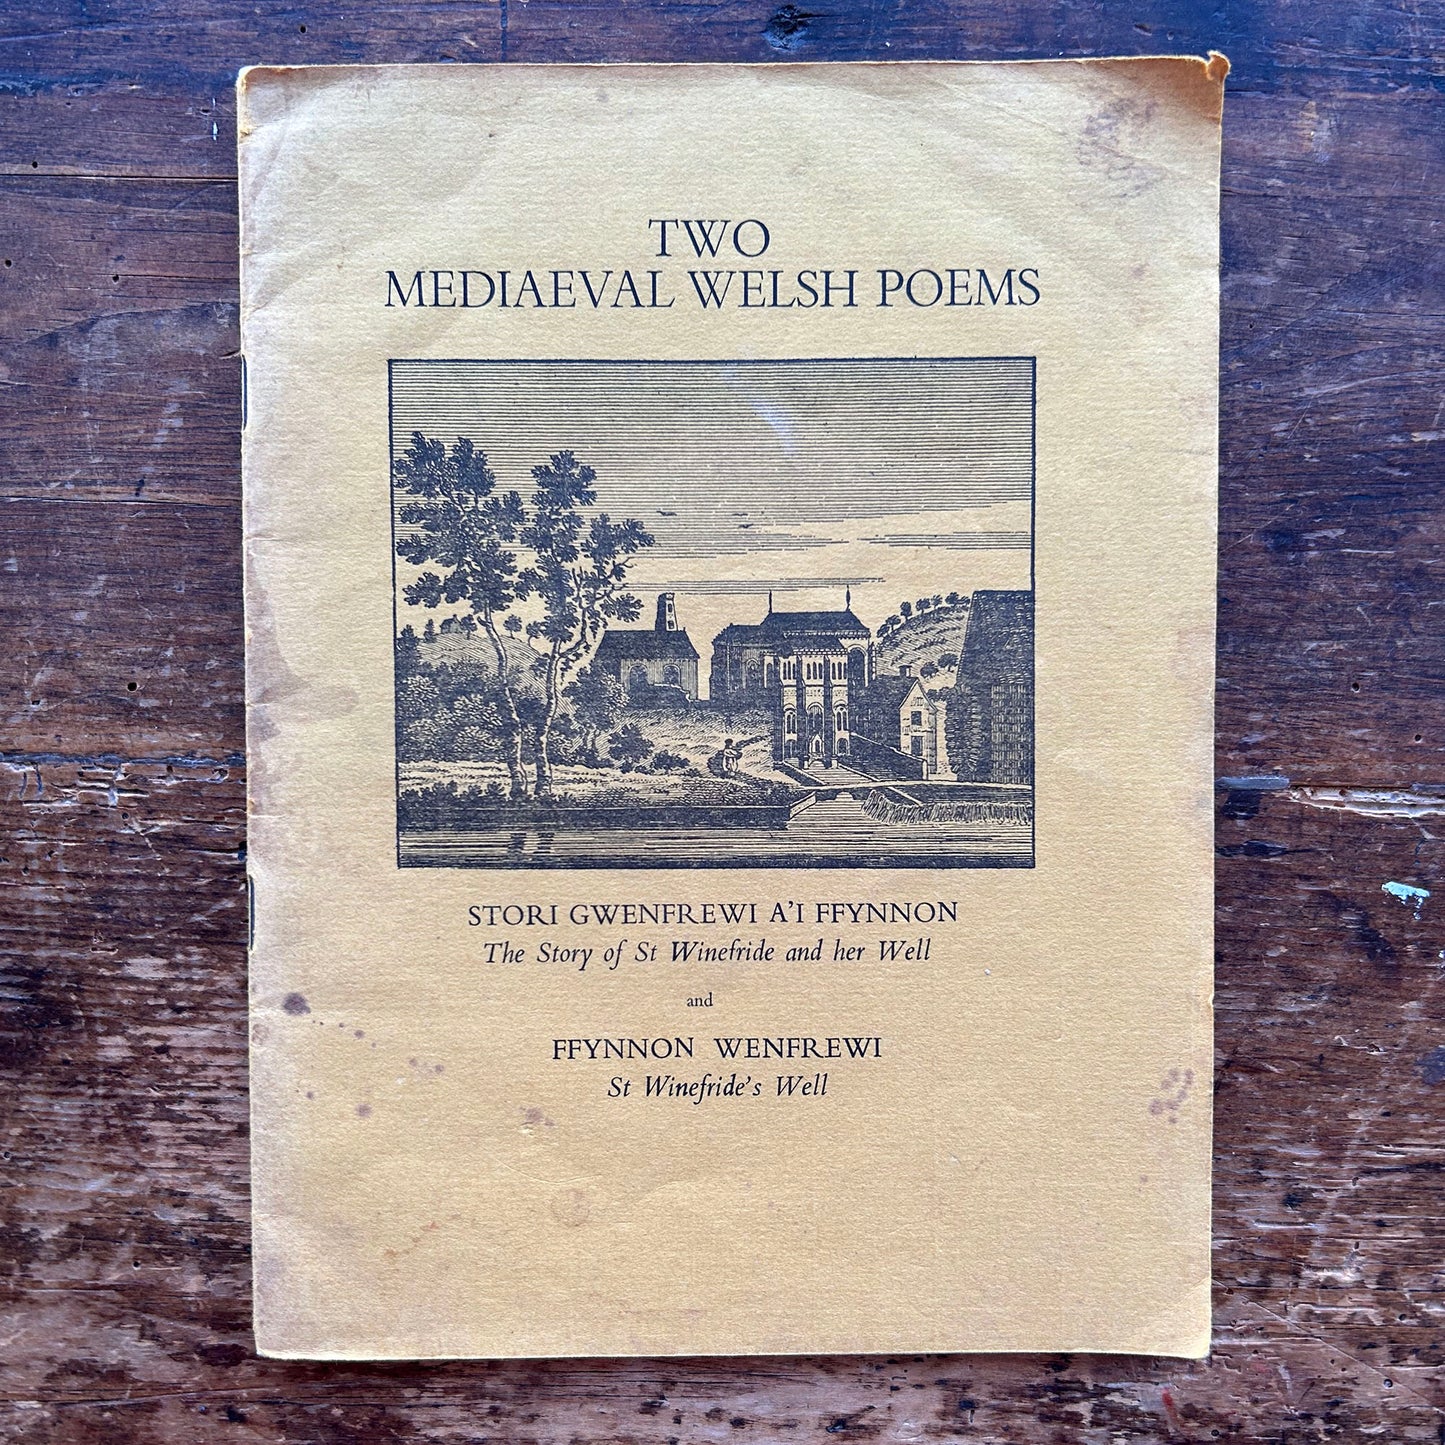 TWO
MEDIAEVAL WELSH POEMS
STORI GWENFREWI A'I FFYNNON
The Story of St Winefride and her Well
and
FFYNNON WENFREWI
St Winefride's Well